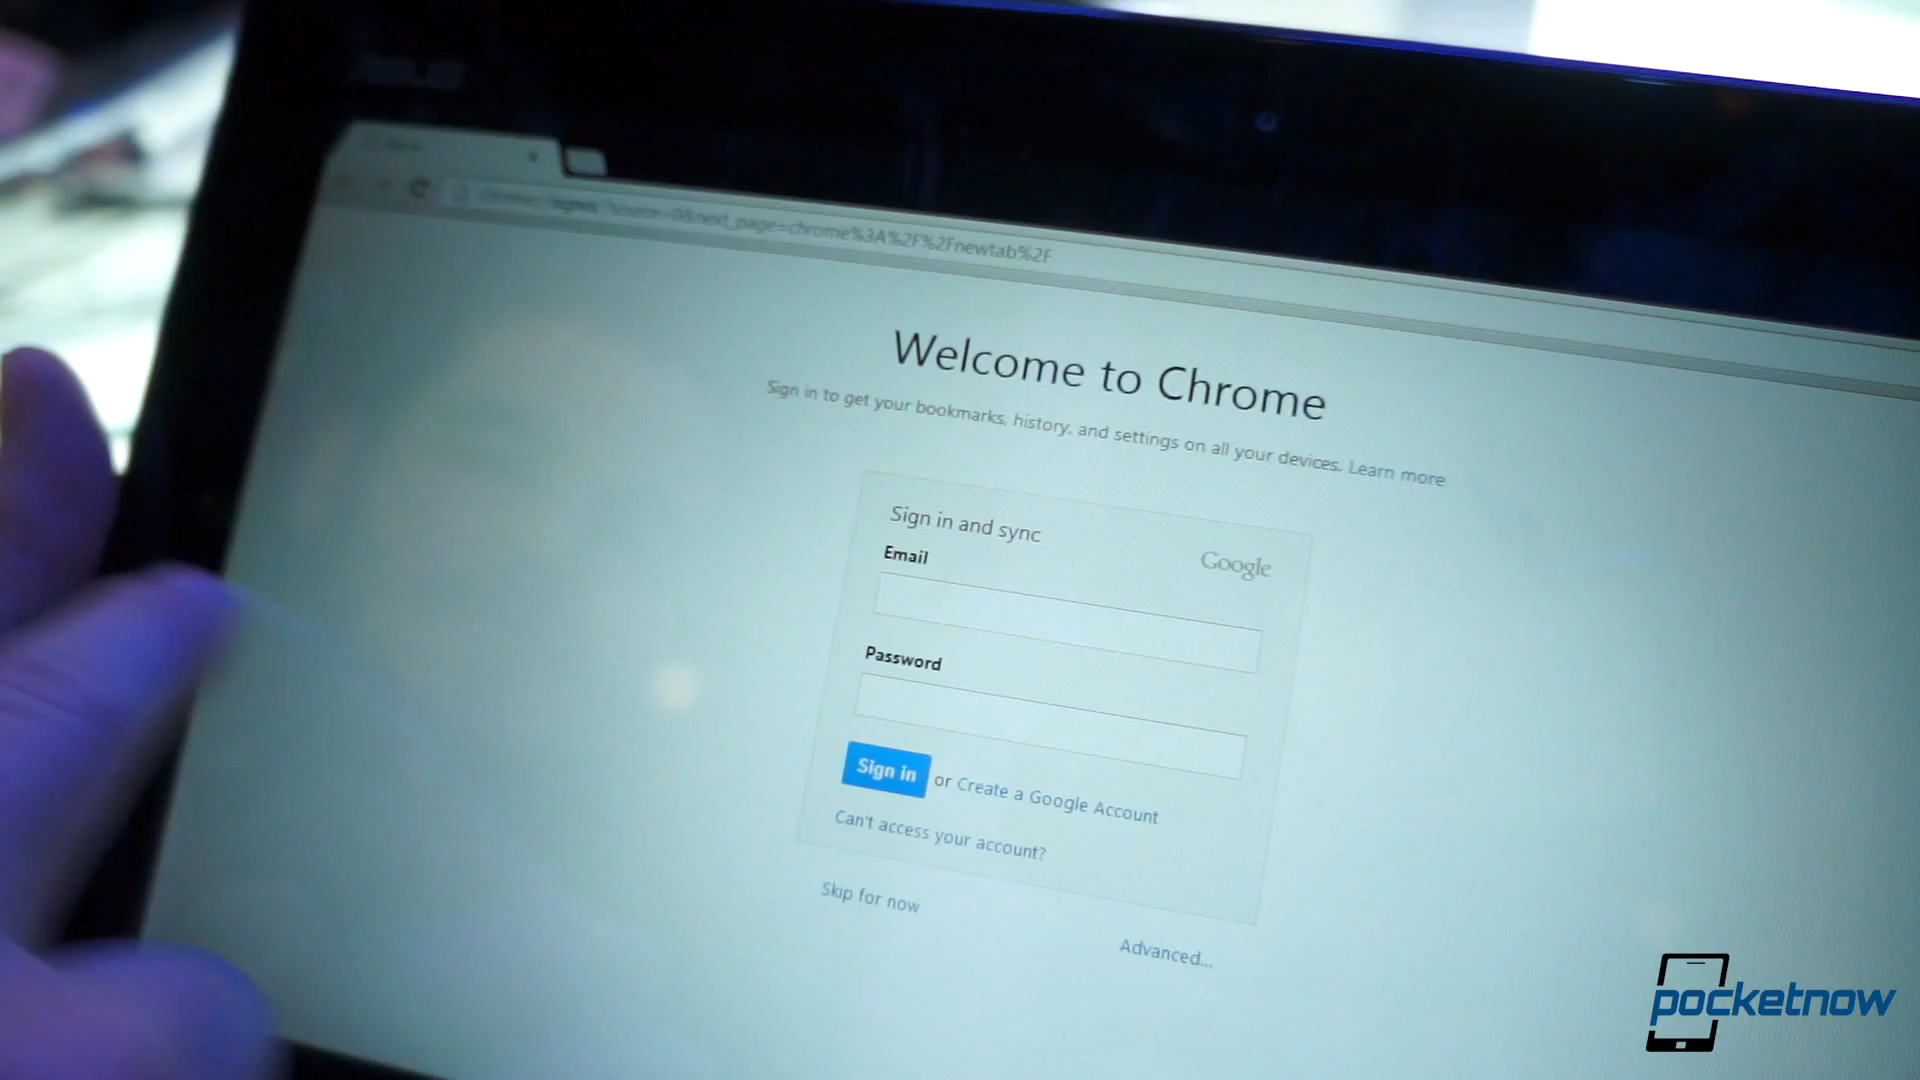 ASUS
next_page=chrome%3A%2F%2Fnewtab%2F
Welcome to Chrome
Sign in to get your bookmarks, history, and settings on all your devices. Learn more
Sign in and sync
Google
Email
Password
Sign in or Create a Google Account
Can't access your account?
Skip for now
Advanced...
pocketnow